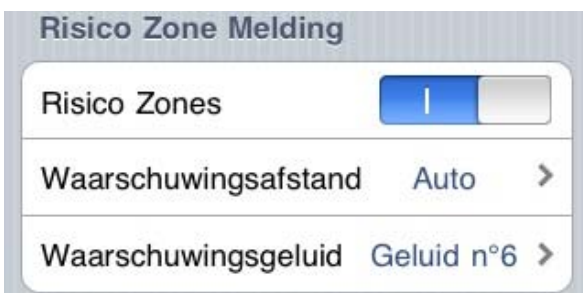 Risico Zone Melding
Risico Zones
Waarschuwingsafstand Auto
Waarschuwingsgeluid Geluid n°6